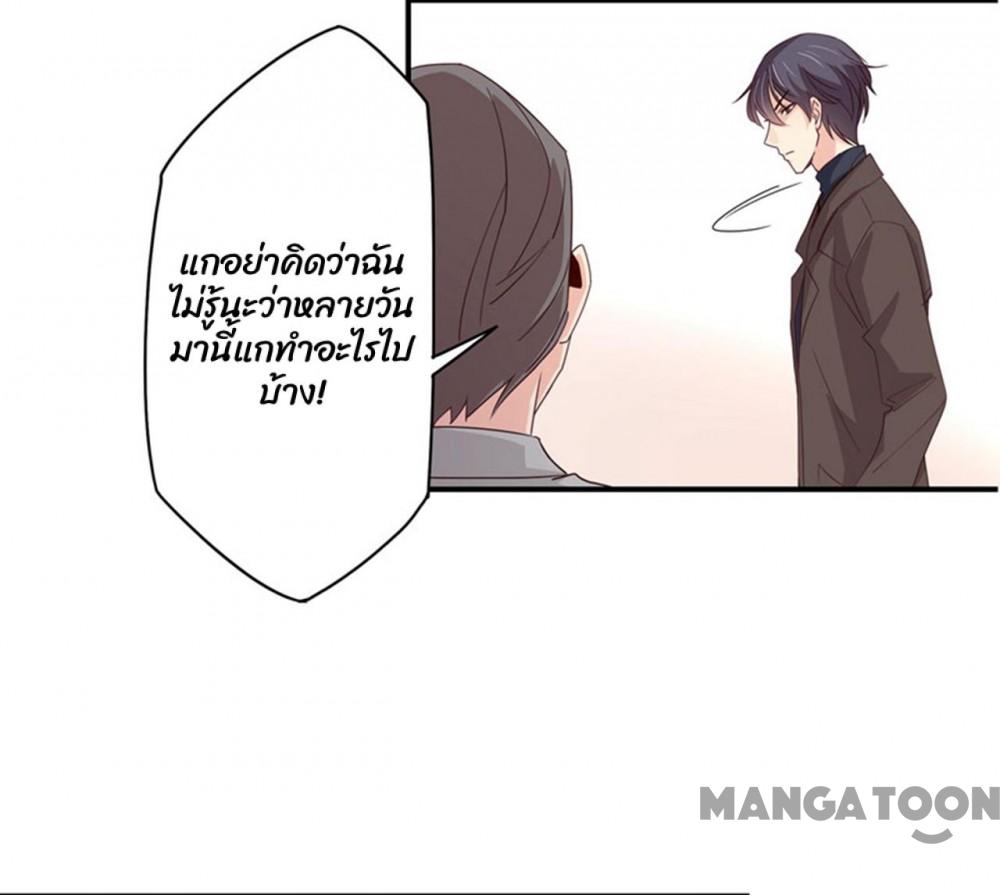 แกอย่าคิดว่าฉัน
ไม่รู้นะว่าหลายวัน
มานี้แกทำอะไรไป
บ้าง!
MANGATOON